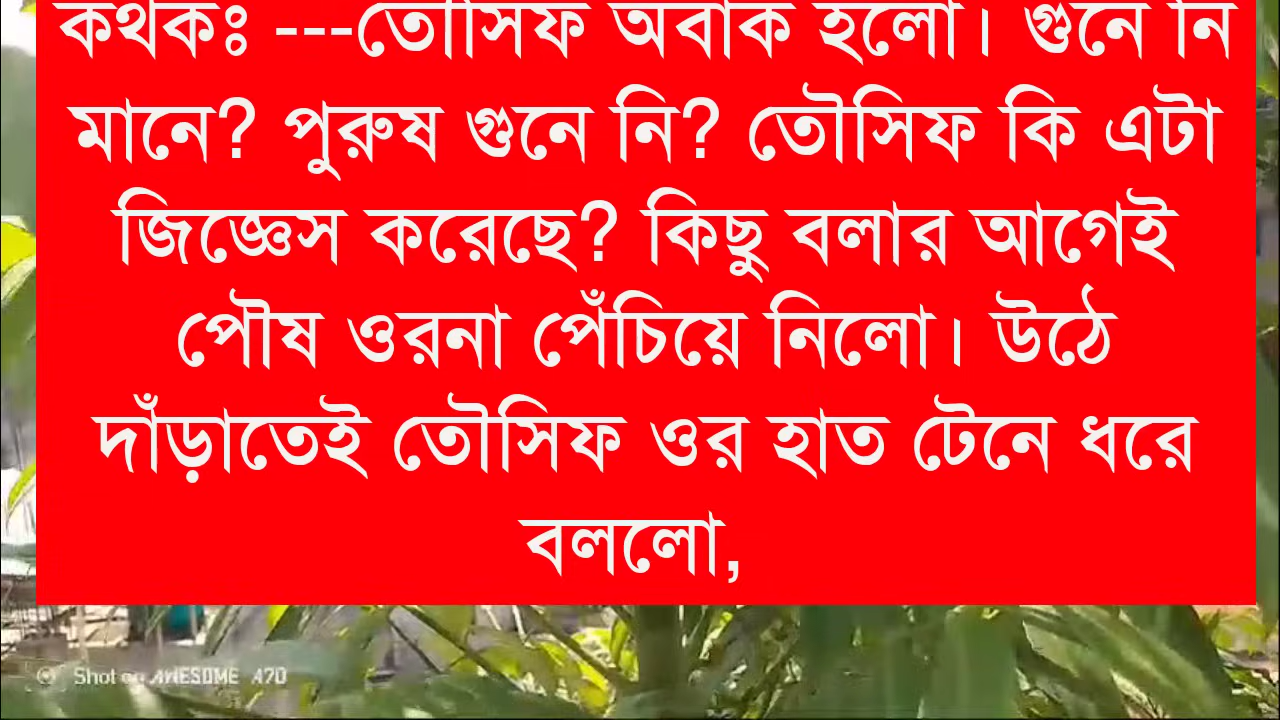 কথকঃ ---তৌসিফ অবাক হলো। গুনে নি
মানে? পুরুষ গুনে নি? তৌসিফ কি এটা
জিজ্ঞেস করেছে? কিছু বলার আগেই
পৌষ ওরনা পেঁচিয়ে নিলো। উঠে
দাঁড়াতেই তৌসিফ ওর হাত টেনে ধরে
বললো,
Shot on AWESOME A70